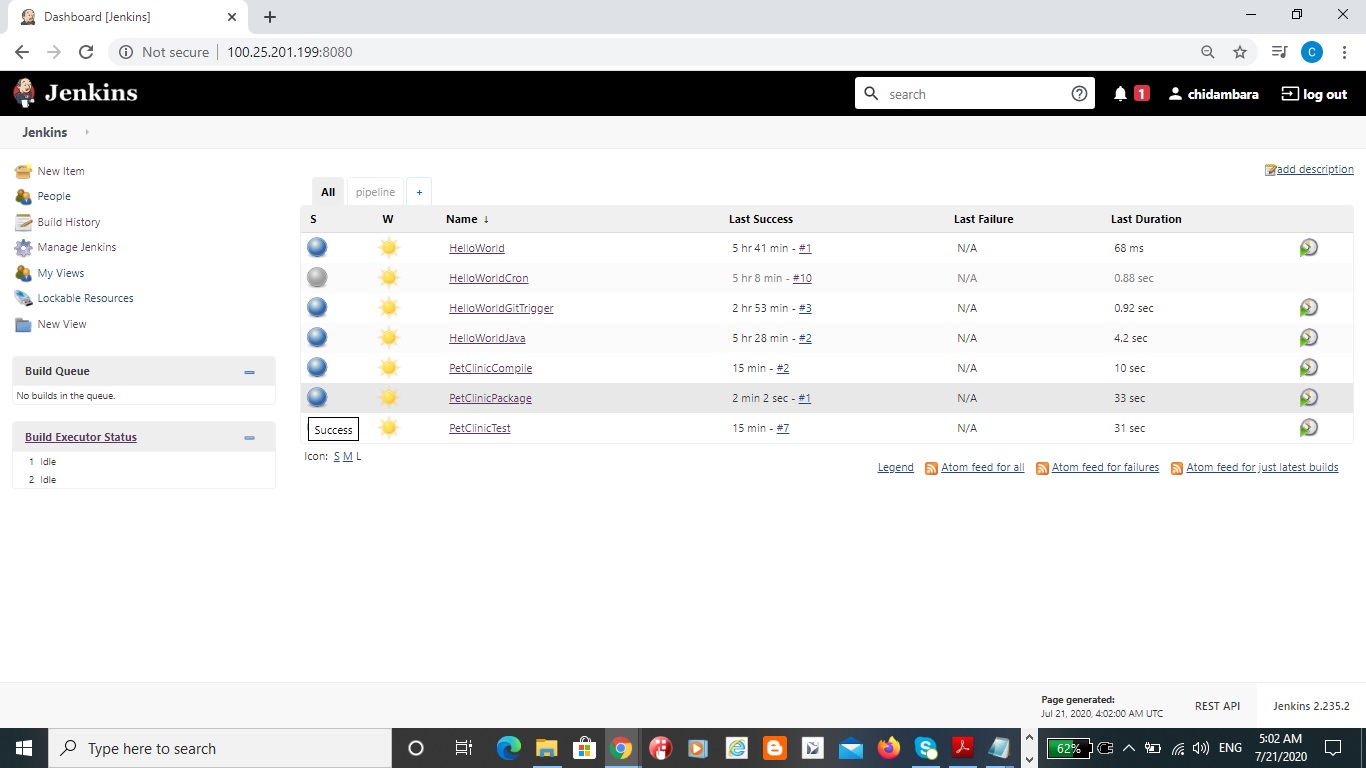 Dashboard [Jenkins]
Not secure 100.25.201.199:8080
C
Jenkins
search
1
chidambara
log out
Jenkins
New Item
People
Build History
Manage Jenkins
My Views
Lockable Resources
New View
Build Queue
No builds in the queue.
Build Executor Status
1 Idle
2 Idle
add description
All pipeline +
S W Name ↓ Last Success Last Failure Last Duration
HelloWorld 5 hr 41 min - #1 N/A 68 ms
HelloWorldCron 5 hr 8 min - #10 N/A 0.88 sec
HelloWorldGitTrigger 2 hr 53 min - #3 N/A 0.92 sec
HelloWorldJava 5 hr 28 min - #2 N/A 4.2 sec
PetClinicCompile 15 min - #2 N/A 10 sec
PetClinicPackage 2 min 2 sec - #1 N/A 33 sec
Success PetClinicTest 15 min - #7 N/A 31 sec
Icon: S M L
Legend Atom feed for all Atom feed for failures Atom feed for just latest builds
Page generated:
Jul 21, 2020, 4:02:00 AM UTC
REST API
Jenkins 2.235.2
Type here to search
62%
ENG
5:02 AM
7/21/2020